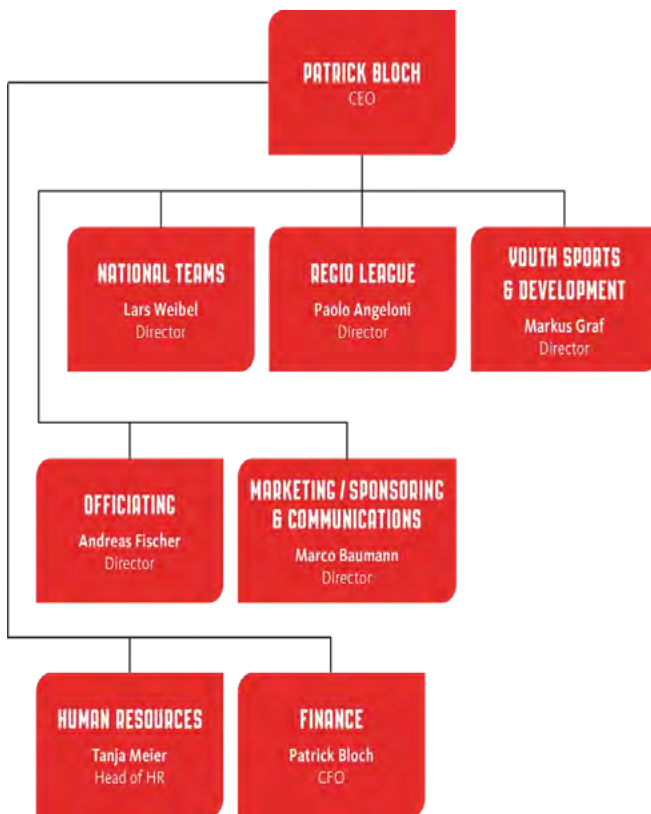 PATRICK BLOCH
CEO
NATIONAL TEAMS
Lars Weibel
Director
REGIO LEAGUE
Paolo Angeloni
Director
YOUTH SPORTS
& DEVELOPMENT
Markus Graf
Director
OFFICIATING
Andreas Fischer
Director
MARKETING / SPONSORING
& COMMUNICATIONS
Marco Baumann
Director
HUMAN RESOURCES
Tanja Meier
Head of HR
FINANCE
Patrick Bloch
CFO